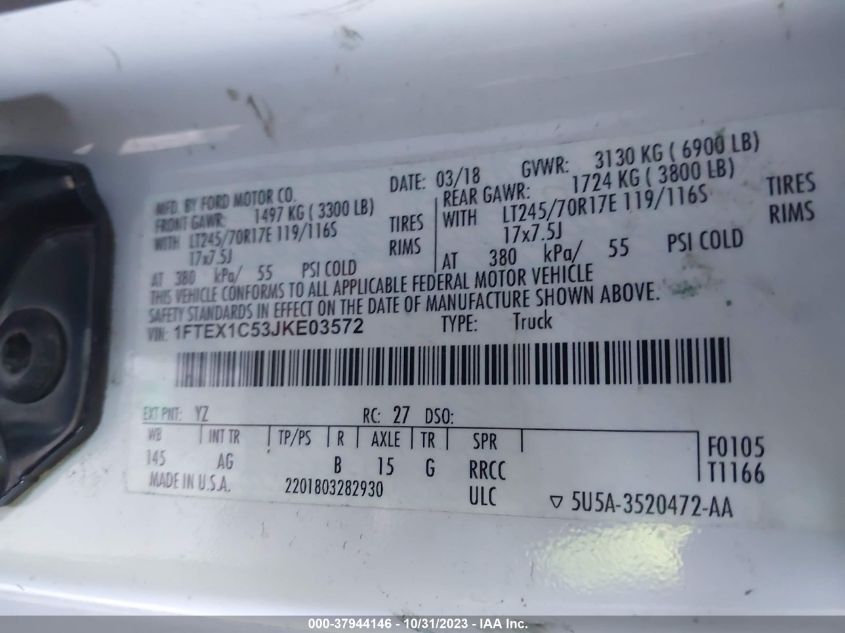 MFD. BY FORD MOTOR CO. DATE: 03/18 GVWR: 3130 KG ( 6900 LB)
FRONT GAWR: 1497 KG ( 3300 LB) REAR GAWR: 1724 KG ( 3800 LB)
WITH LT245/70R17E 119/116S TIRES WITH LT245/70R17E 119/116S TIRES
17x7.5J RIMS 17x7.5J RIMS
AT 380 kPa/ 55 PSI COLD AT 380 kPa/ 55 PSI COLD
THIS VEHICLE CONFORMS TO ALL APPLICABLE FEDERAL MOTOR VEHICLE
SAFETY STANDARDS IN EFFECT ON THE DATE OF MANUFACTURE SHOWN ABOVE.
VIN: 1FTEX1C53JKE03572 TYPE: Truck
EXT PNT: YZ RC: 27 DSO:
WB INT TR TP/PS R AXLE TR SPR F0105
145 AG B 15 G RRCC T1166
MADE IN U.S.A. 2201803282930 ULC ▽ 5U5A-3520472-AA
000-37944146 - 10/31/2023 - IAA Inc.